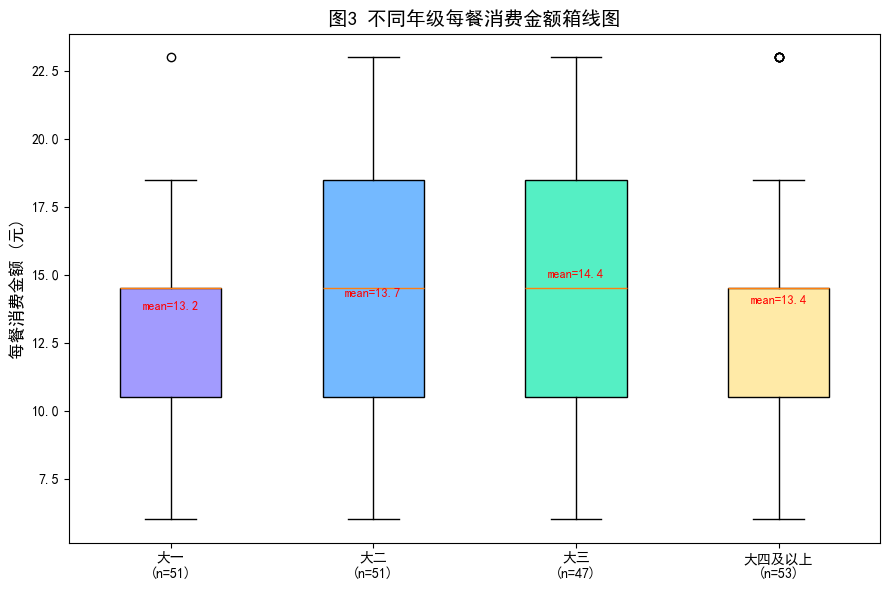 图3 不同年级每餐消费金额箱线图
每餐消费金额（元）
22.5
20.0
17.5
15.0
12.5
10.0
7.5
mean=13.2
mean=13.7
mean=14.4
mean=13.4
大一
(n=51)
大二
(n=51)
大三
(n=47)
大四及以上
(n=53)